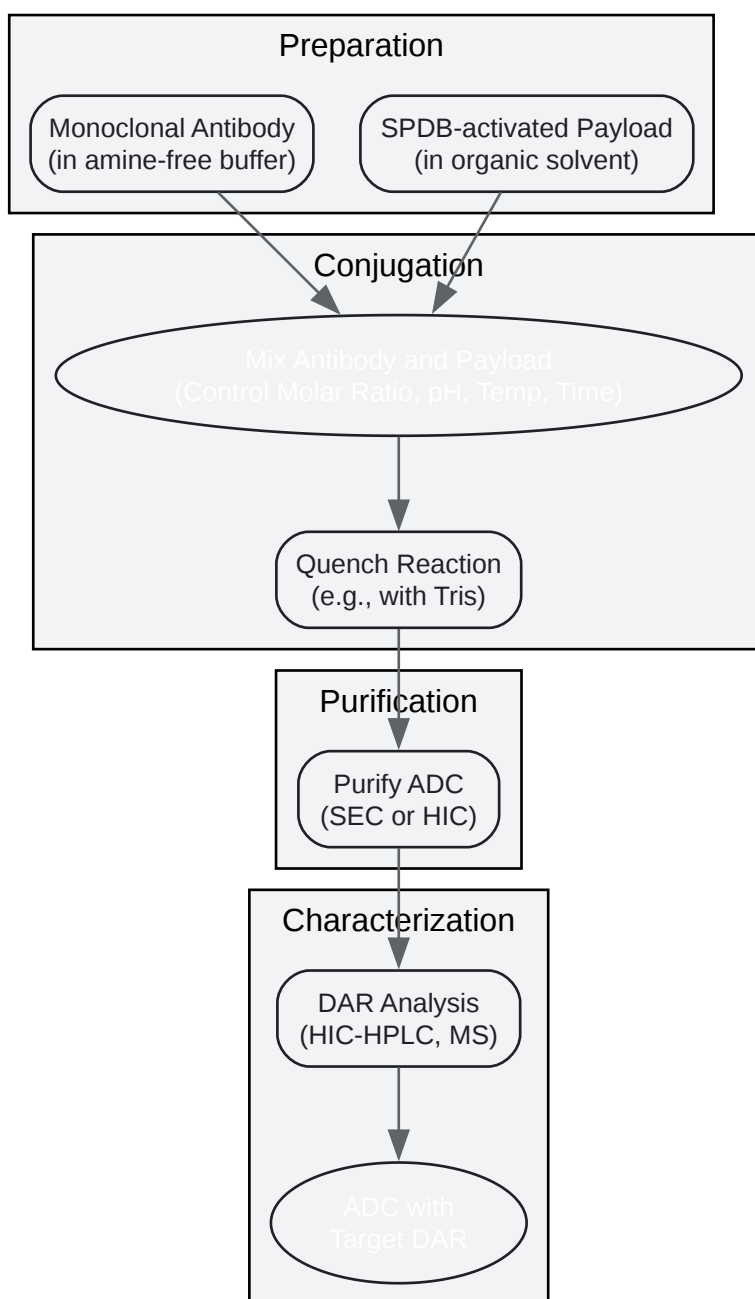 Preparation
Monoclonal Antibody
(in amine-free buffer)
SPDB-activated Payload
(in organic solvent)
Conjugation
Mix Antibody and Payload
(Control Molar Ratio, pH, Temp, Time)
Quench Reaction
(e.g., with Tris)
Purification
Purify ADC
(SEC or HIC)
Characterization
DAR Analysis
(HIC-HPLC, MS)
ADC with
Target DAR